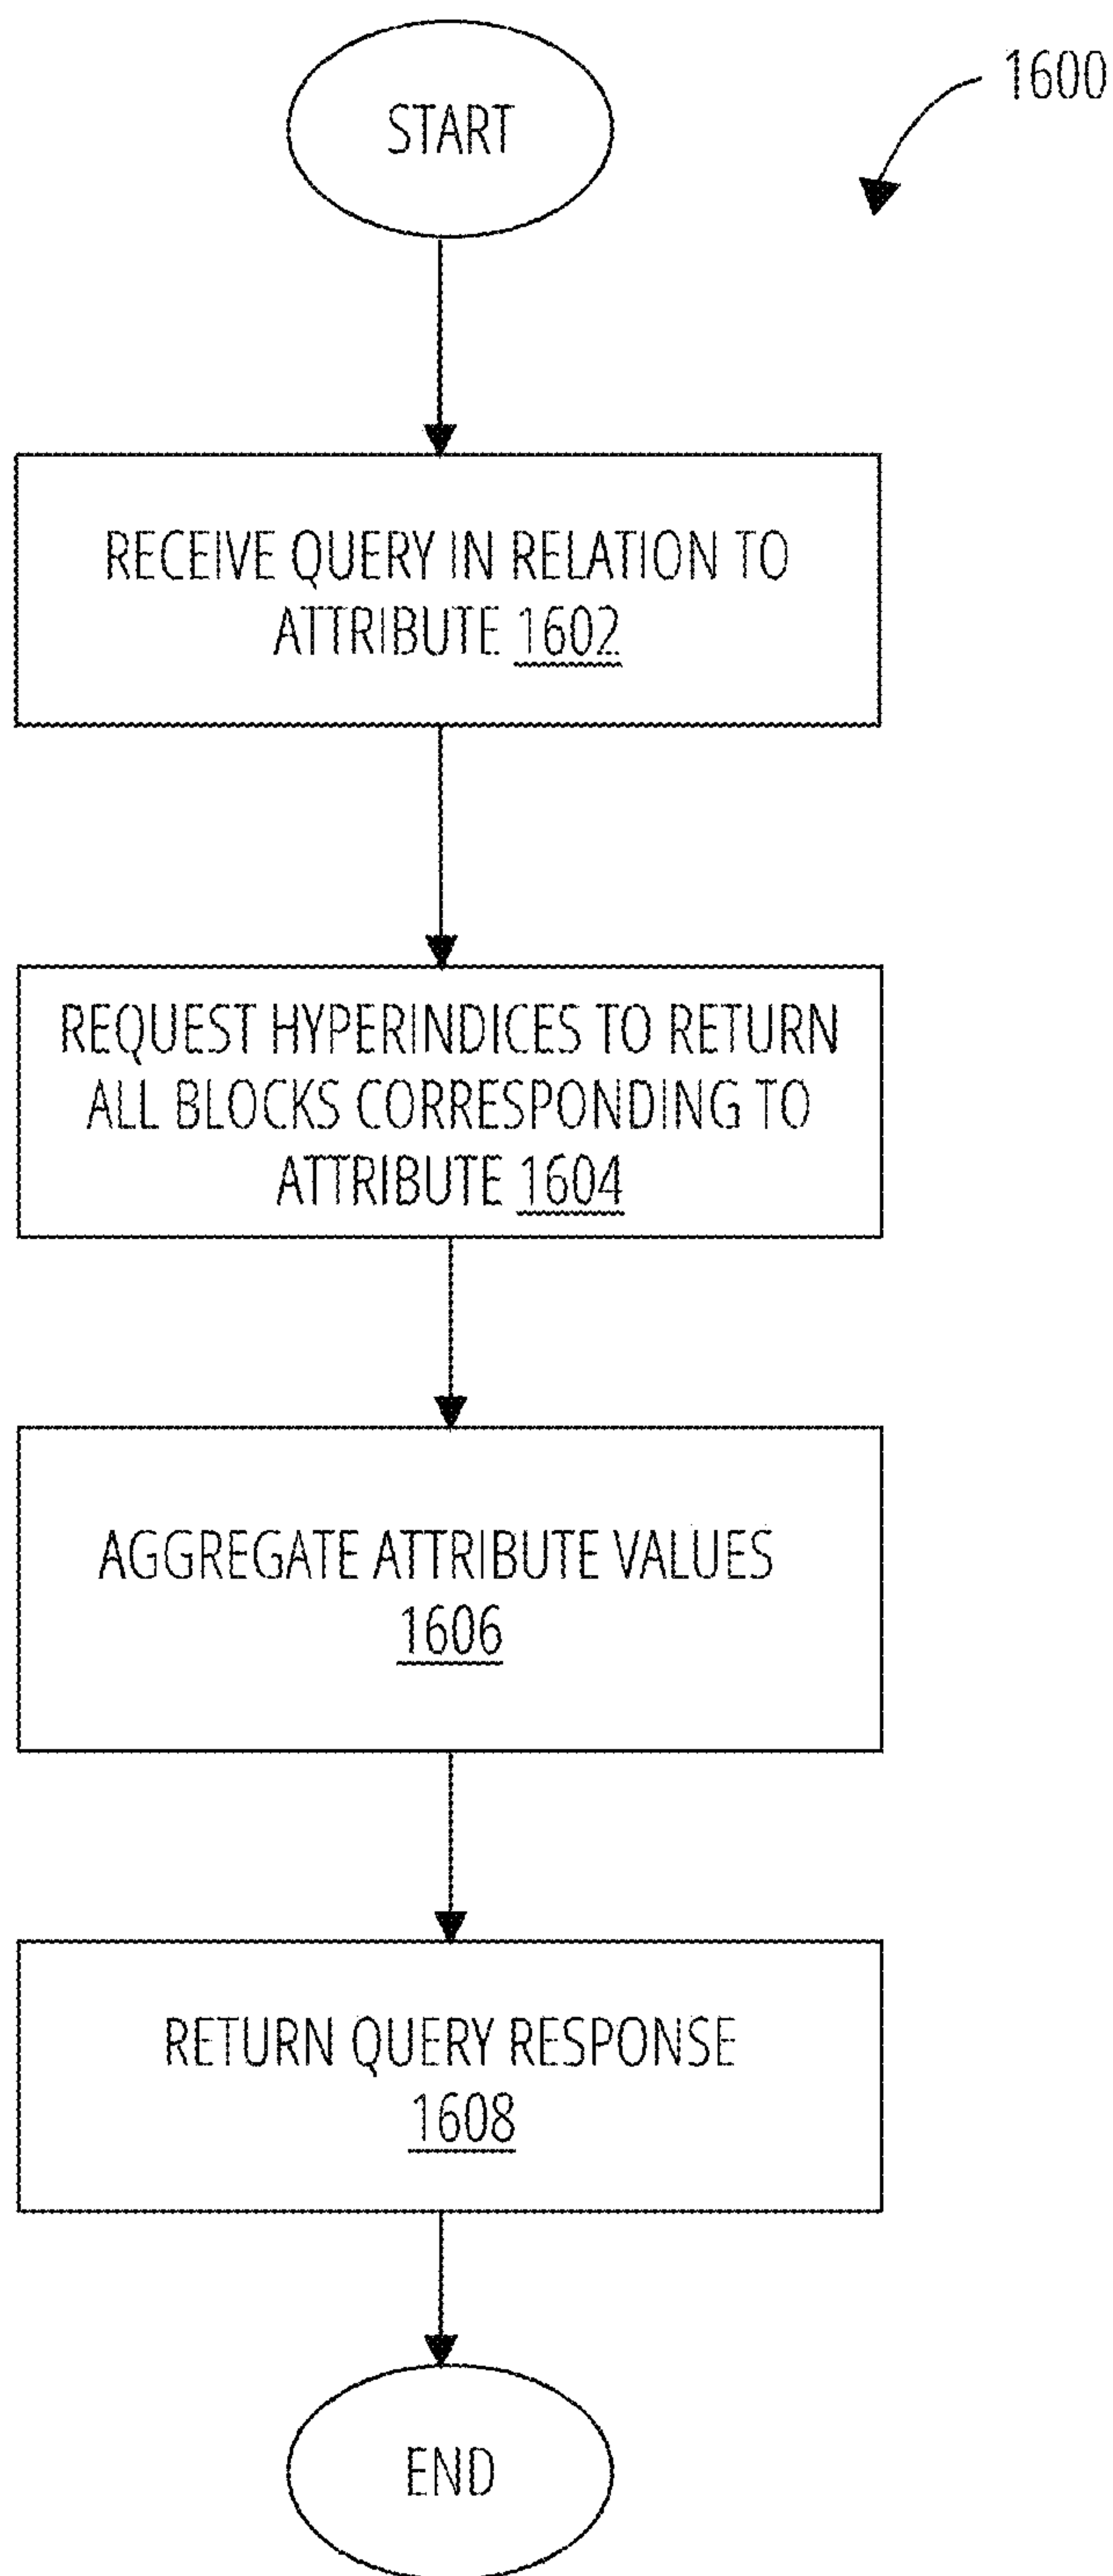 START
1600
RECEIVE QUERY IN RELATION TO
ATTRIBUTE 1602
REQUEST HYPERINDICES TO RETURN
ALL BLOCKS CORRESPONDING TO
ATTRIBUTE 1604
AGGREGATE ATTRIBUTE VALUES
1606
RETURN QUERY RESPONSE
1608
END